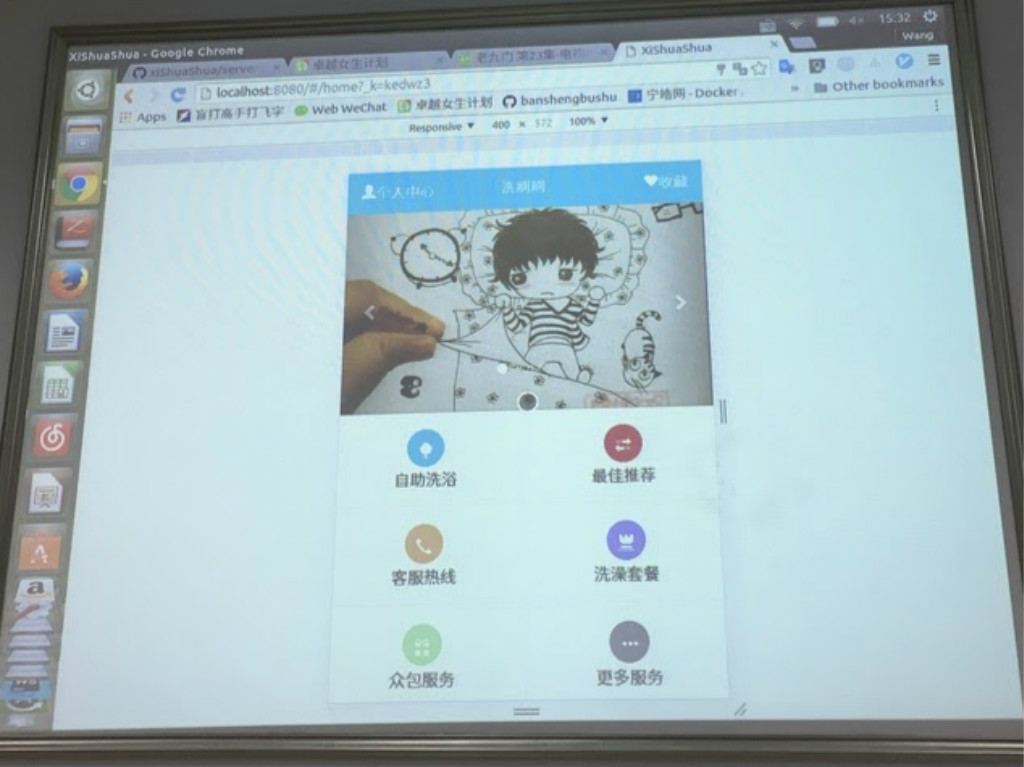 XiShuaShua - Google Chrome
15:32
Wang
xiShuaShua/serve
卓越女生计划
老九门 第23集-电视
XiShuaShua
localhost:8080/#/home?_k=kedwz3
Apps
盲打高手打飞字
Web WeChat
卓越女生计划
banshengbushu
宁皓网 - Docker
»
Other bookmarks
Responsive ▼ 400 × 572 100% ▼
个人中心
洗刷刷
收藏
自助洗浴
最佳推荐
客服热线
洗澡套餐
众包服务
更多服务